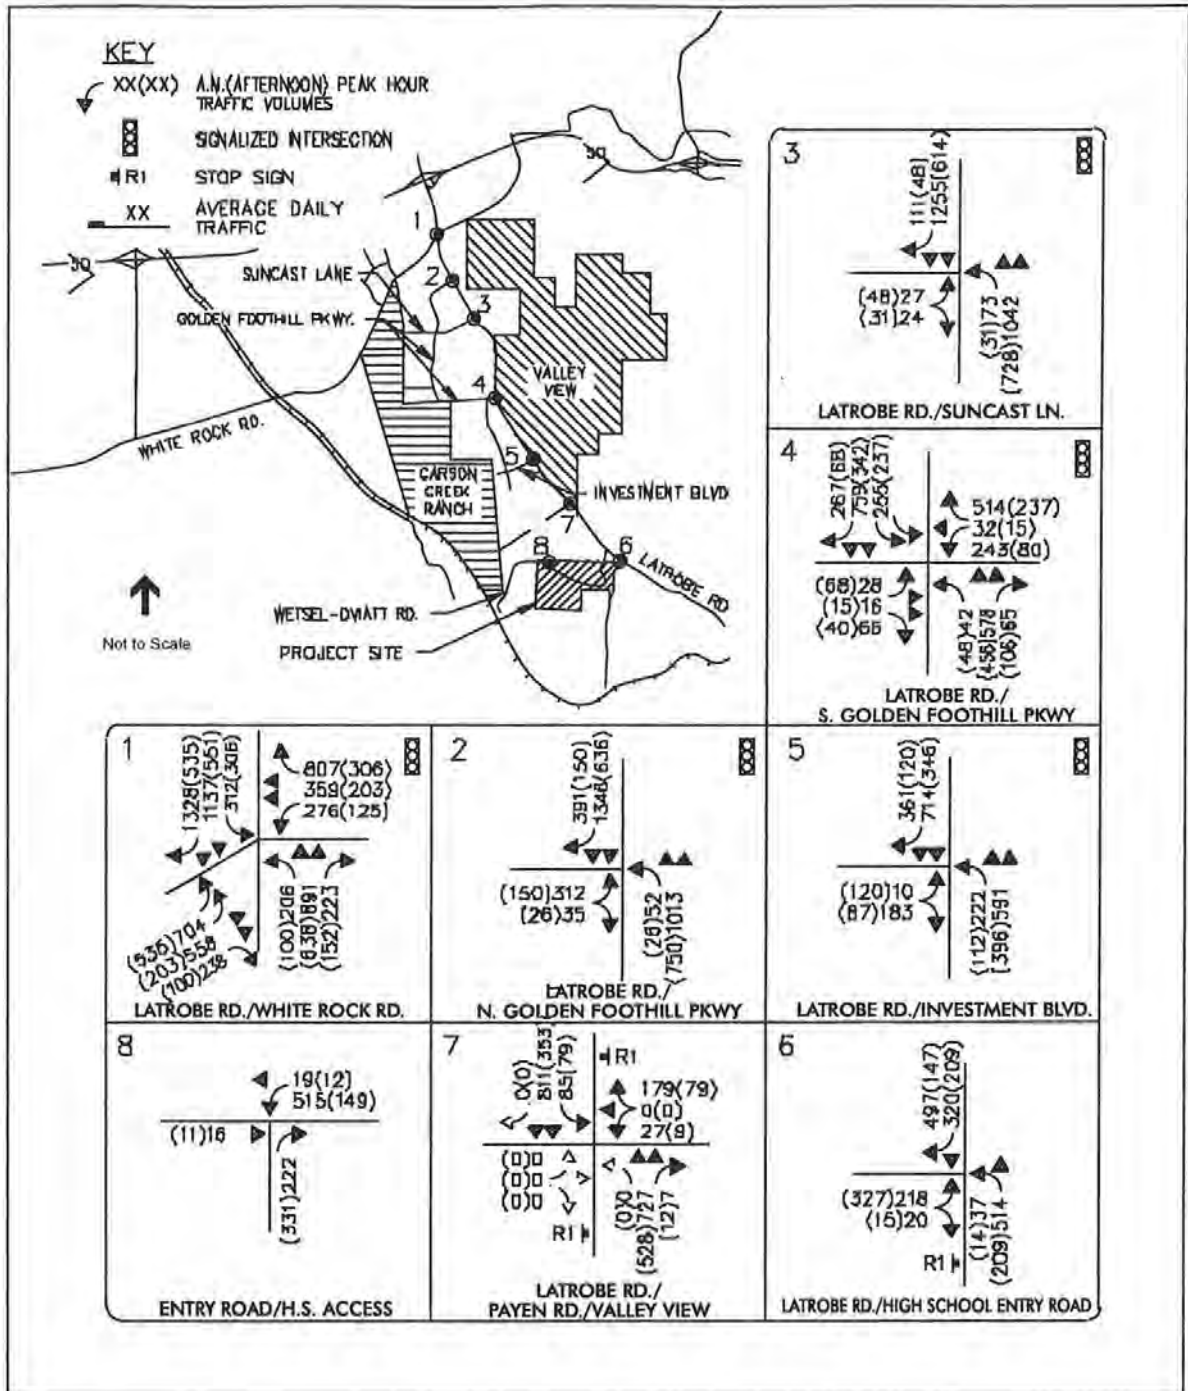 KEY
XX(XX) A.N.(AFTERNOON) PEAK HOUR
TRAFFIC VOLUMES
SIGNALIZED INTERSECTION
R1 STOP SIGN
XX AVERAGE DAILY
TRAFFIC
50
50
1
SUNCAST LANE
2
GOLDEN FOOTHILL PKWY.
3
VALLEY
VIEW
4
WHITE ROCK RD.
5
CARSON
CREEK
RANCH
INVESTMENT BLVD
7
8
6
LATROBE RD
WETSEL-OVIATT RD.
PROJECT SITE
Not to Scale
3
111(48)
1255(614)
(48)27
(31)24
(31)73
(728)1042
LATROBE RD./SUNCAST LN.
4
267(68)
759(342)
266(237)
514(237)
32(15)
243(80)
(68)28
(15)16
(40)66
(48)42
(456)578
(106)65
LATROBE RD./
S. GOLDEN FOOTHILL PKWY
1
1328(535)
1137(551)
312(306)
807(306)
359(203)
276(125)
(536)704
(203)558
(100)238
(100)206
(638)891
(152)223
LATROBE RD./WHITE ROCK RD.
2
391(150)
1346(636)
(150)312
(26)35
(26)52
(750)1013
LATROBE RD./
N. GOLDEN FOOTHILL PKWY
5
361(120)
714(346)
(120)10
(87)183
(112)222
(396)591
LATROBE RD./INVESTMENT BLVD.
8
19(12)
515(149)
(11)16
(331)222
ENTRY ROAD/H.S. ACCESS
7
R1
0(0)
811(353)
85(79)
179(79)
0(0)
27(9)
(0)0
(0)0
(0)0
R1
(0)0
(528)727
(12)7
LATROBE RD./
PAYEN RD./VALLEY VIEW
6
497(147)
320(209)
(327)218
(15)20
R1
(14)37
(209)514
LATROBE RD./HIGH SCHOOL ENTRY ROAD